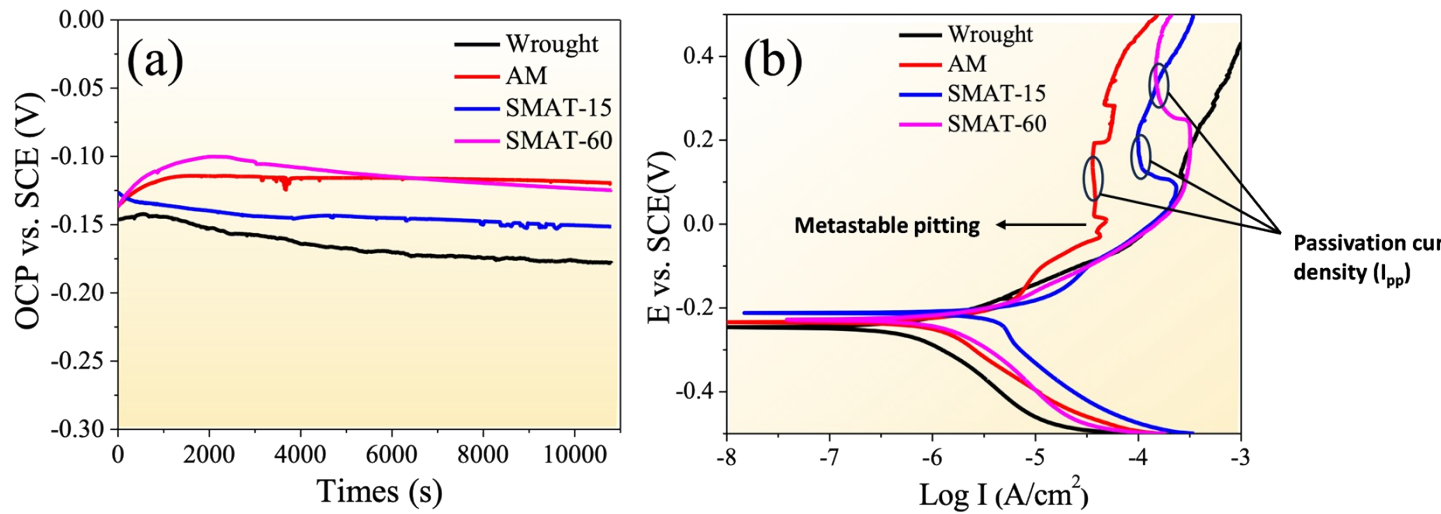 (a)
Wrought
AM
SMAT-15
SMAT-60
0.00
-0.05
-0.10
-0.15
-0.20
-0.25
-0.30
OCP vs. SCE (V)
0 2000 4000 6000 8000 10000
Times (s)
(b)
Wrought
AM
SMAT-15
SMAT-60
0.4
0.2
0.0
-0.2
-0.4
E vs. SCE(V)
Metastable pitting
Passivation cur
density (Ipp)
-8 -7 -6 -5 -4 -3
Log I (A/cm²)